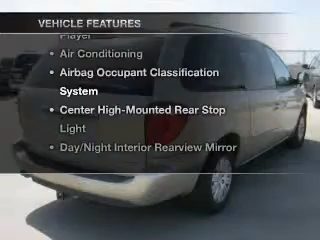 VEHICLE FEATURES
Player
• Air Conditioning
• Airbag Occupant Classification
System
• Center High-Mounted Rear Stop
Light
• Day/Night Interior Rearview Mirror